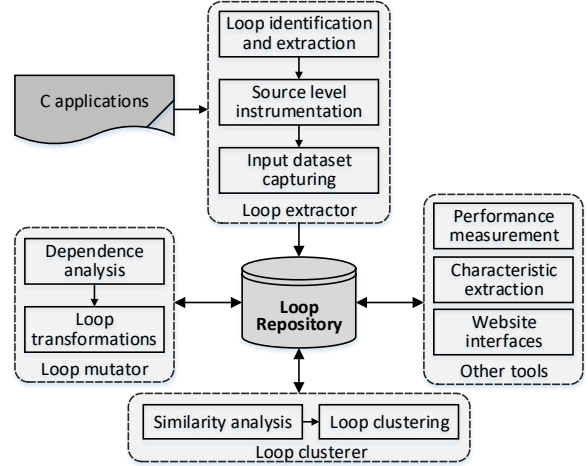 Loop identification
and extraction
C applications
Source level
instrumentation
Input dataset
capturing
Loop extractor
Dependence
analysis
Loop
transformations
Loop mutator
Loop
Repository
Performance
measurement
Characteristic
extraction
Website
interfaces
Other tools
Similarity analysis
Loop clustering
Loop clusterer